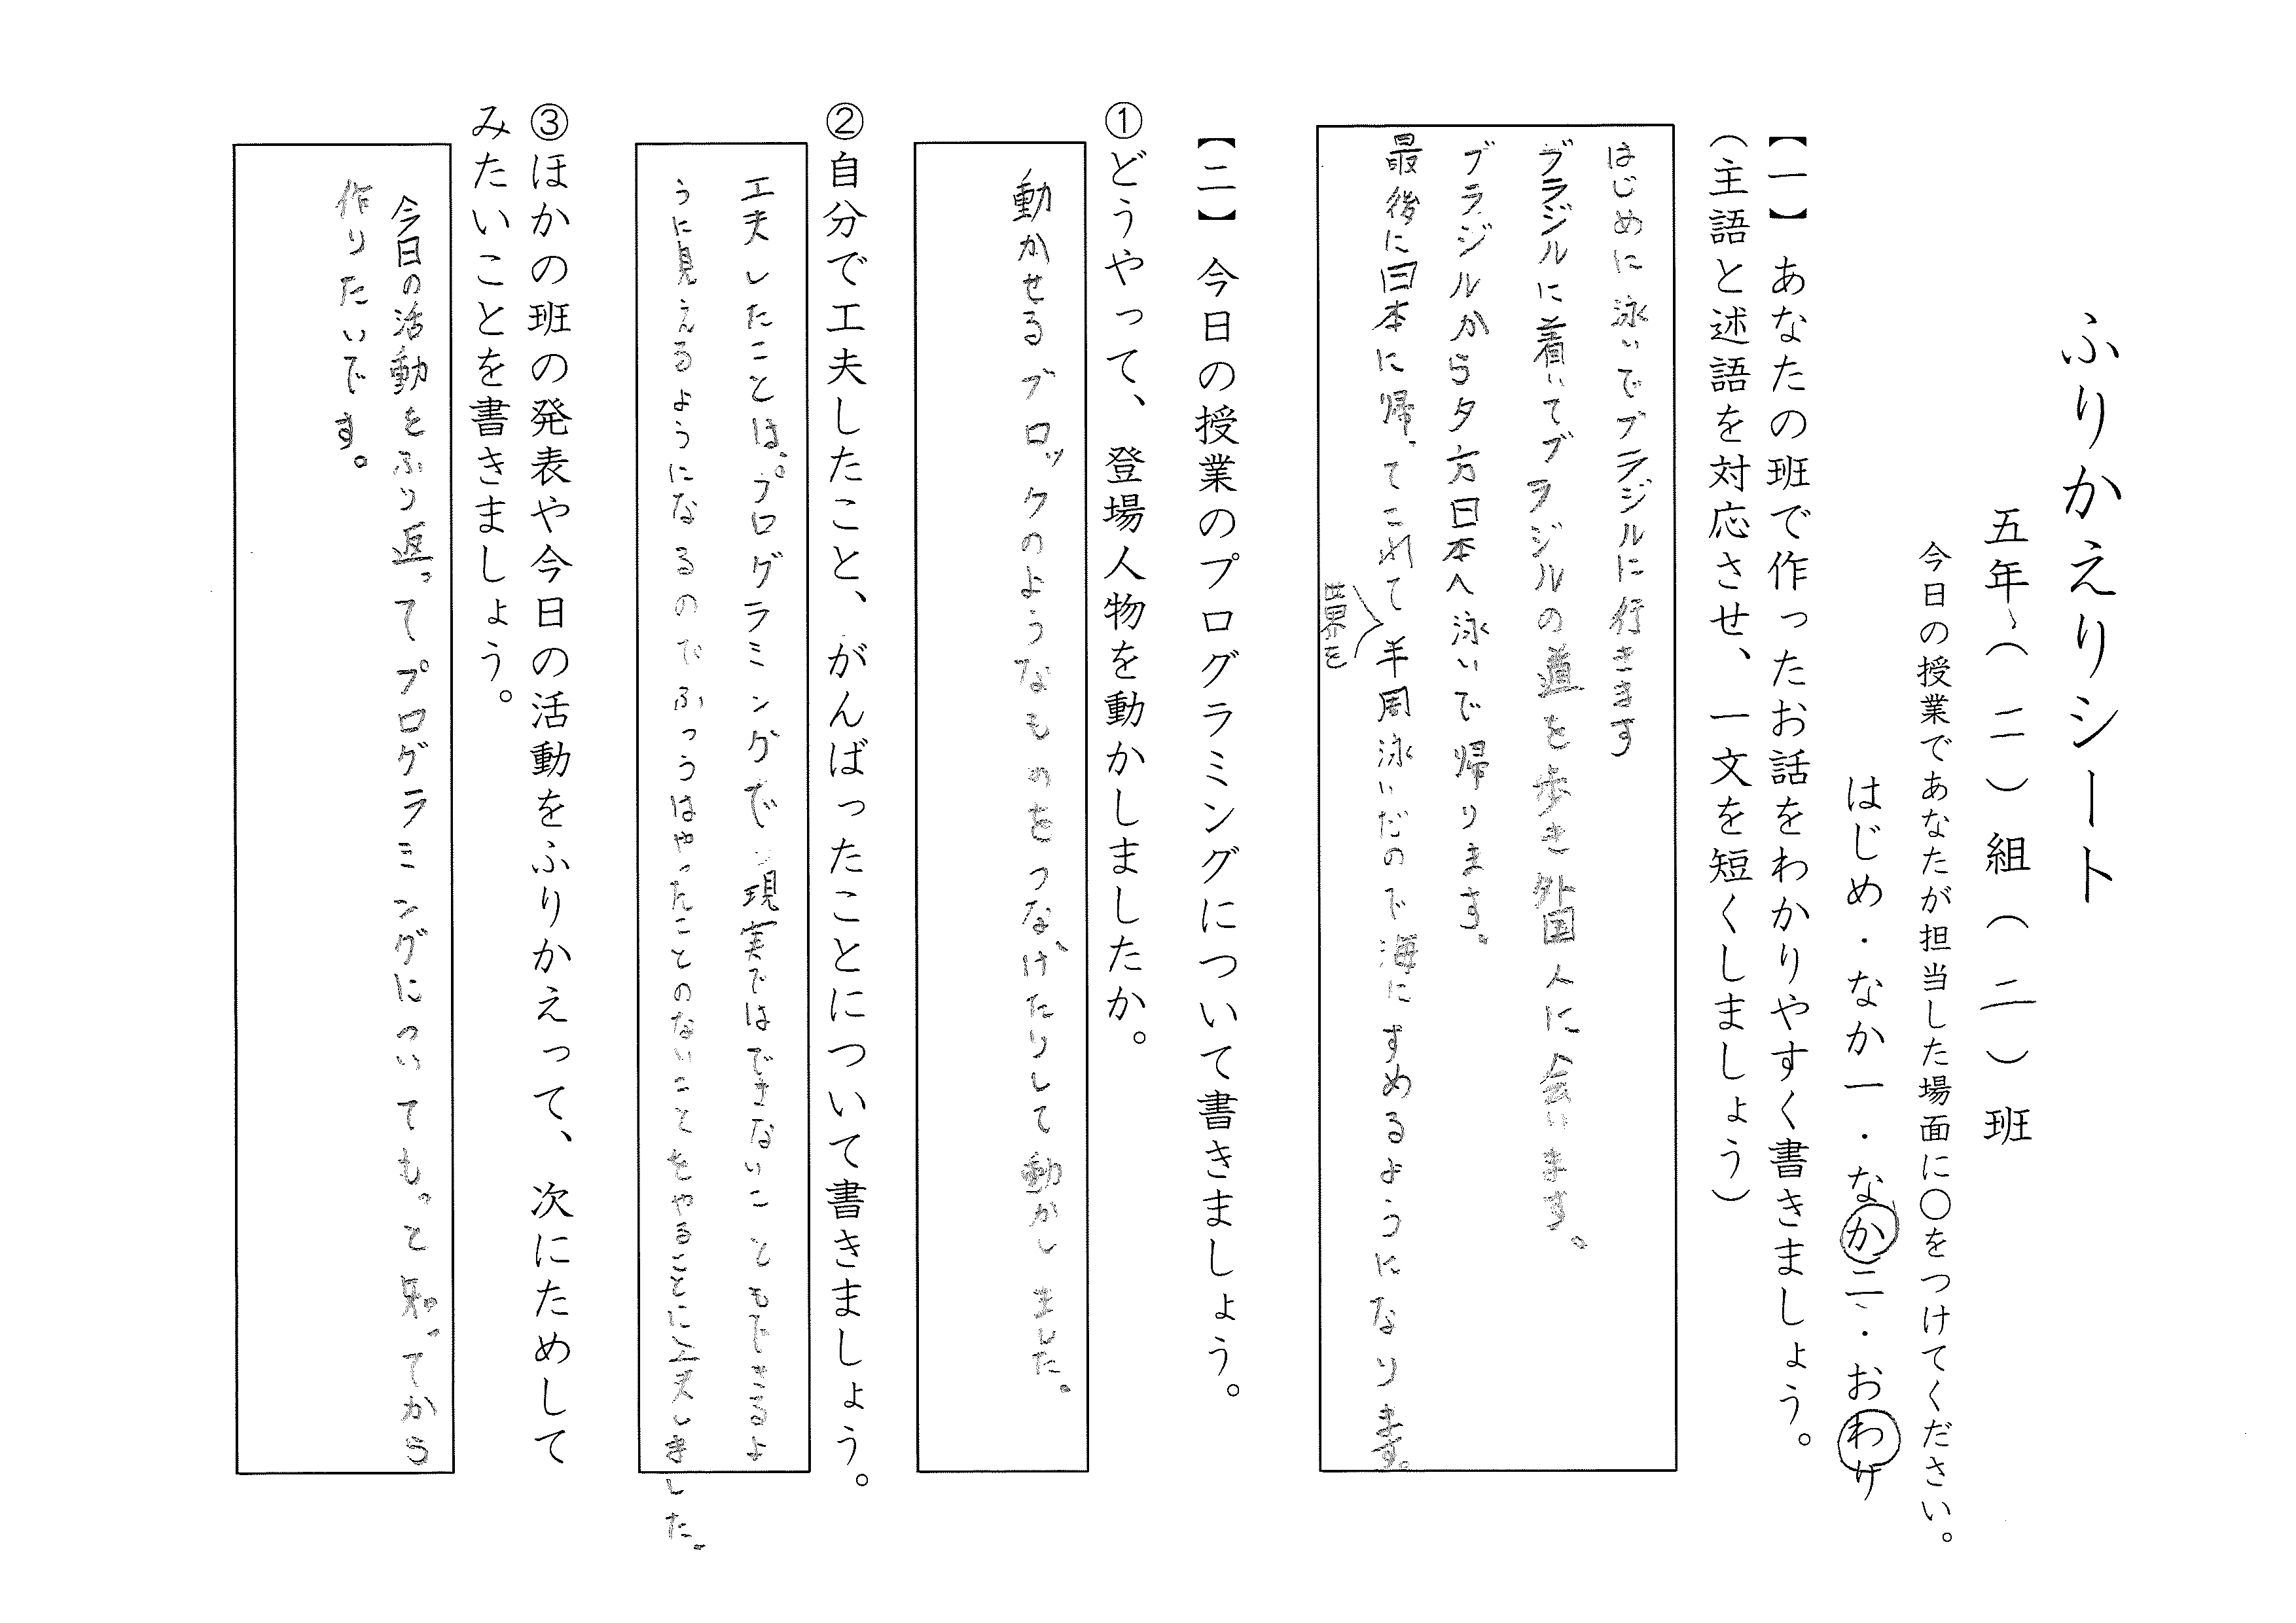 ふりかえりシート
五年（二）組（二）班
今日の授業であなたが担当した場面に○をつけてください。
はじめ・なか一・なか二・おわり
【一】あなたの班で作ったお話をわかりやすく書きましょう。
（主語と述語を対応させ、一文を短くしましょう）
はじめに泳いでブラジルに行きます
ブラジルに着いてブラジルの道を歩き外国人に会います。
ブラジルから夕方日本へ泳いで帰ります。
最後に日本に帰ってこれて半周泳いだので海にすめるようになります。
世界を
【二】今日の授業のプログラミングについて書きましょう。
①どうやって、登場人物を動かしましたか。
動かせるブロックのようなものをつなげたりして動かしました。
②自分で工夫したこと、がんばったことについて書きましょう。
工夫したことは、プログラミングで、現実ではできないこともできるよ
うに見えるようになるのでふつうはやったことのないことをやることに工夫しました。
③ほかの班の発表や今日の活動をふりかえって、次にためして
みたいことを書きましょう。
今日の活動をふり返ってプログラミングについてもっと知ってから
作りたいです。